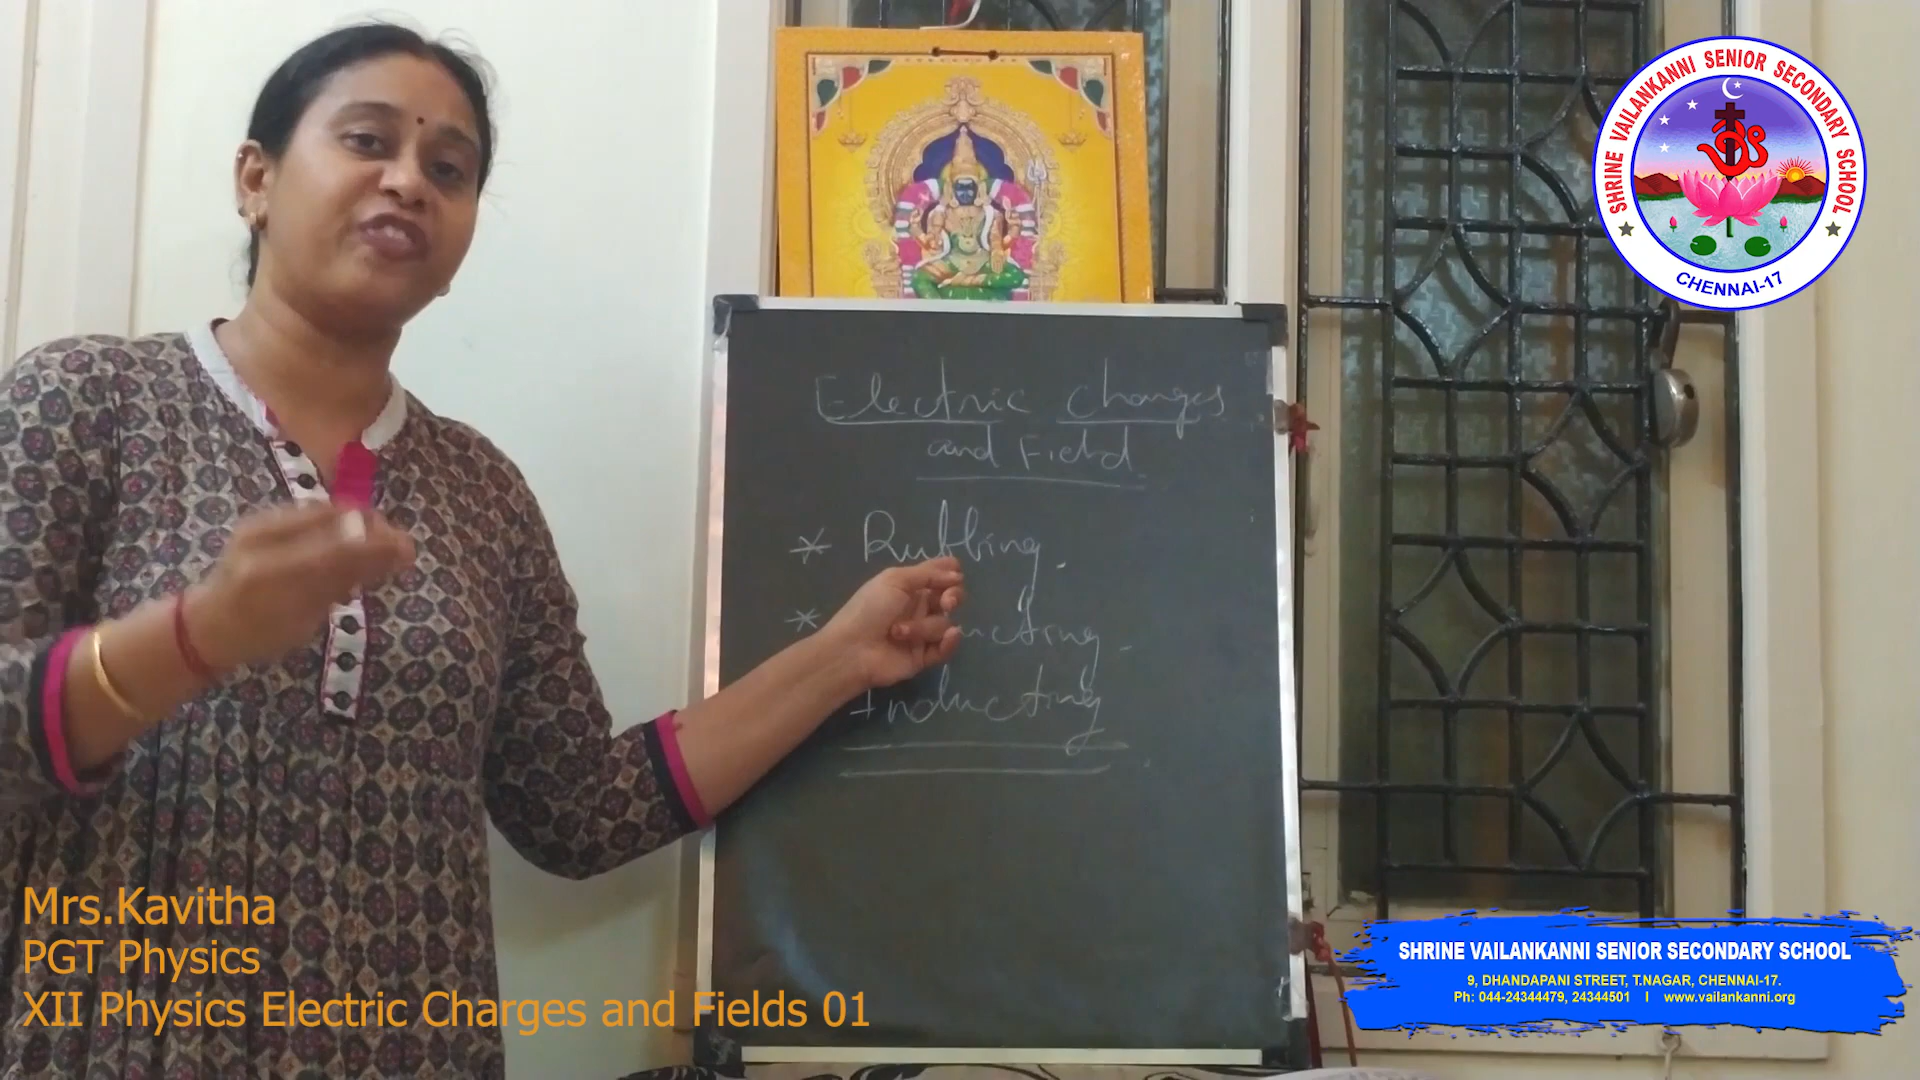 SHRINE VAILANKANNI SENIOR SECONDARY SCHOOL
CHENNAI-17
Electric charges
and Field
* Rubbing.
*
Inducting
Mrs.Kavitha
PGT Physics
XII Physics Electric Charges and Fields 01
SHRINE VAILANKANNI SENIOR SECONDARY SCHOOL
9, DHANDAPANI STREET, T.NAGAR, CHENNAI-17.
Ph: 044-24344479, 24344501 I www.vailankanni.org